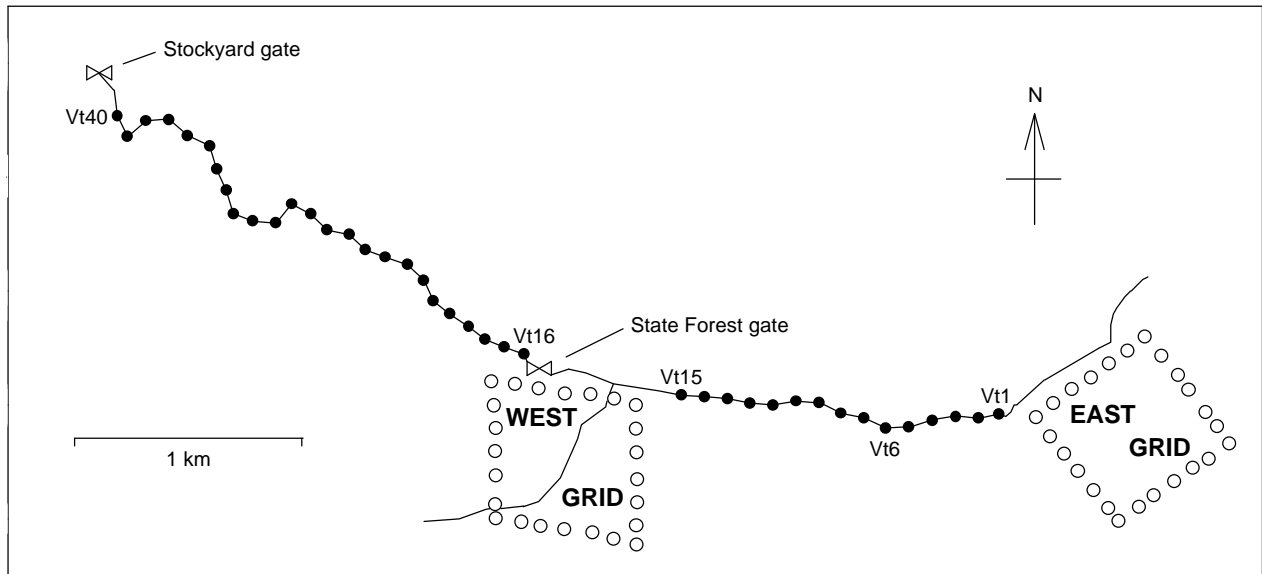 Stockyard gate
Vt40
N
Vt16
State Forest gate
Vt15
Vt1
WEST
EAST
Vt6
GRID
1 km
GRID